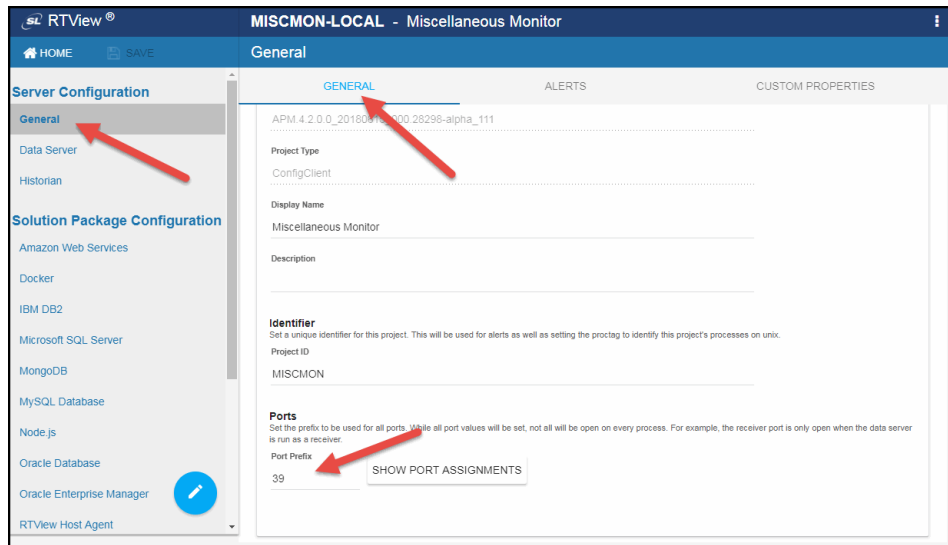 SL RTView ®
MISCMON-LOCAL - Miscellaneous Monitor
HOME
SAVE
General
Server Configuration
General
Data Server
Historian
Solution Package Configuration
Amazon Web Services
Docker
IBM DB2
Microsoft SQL Server
MongoDB
MySQL Database
Node.js
Oracle Database
Oracle Enterprise Manager
RTView Host Agent
GENERAL
ALERTS
CUSTOM PROPERTIES
28298-alpha_111
Project Type
ConfigClient
Display Name
Miscellaneous Monitor
Description
Identifier
Set a unique identifier for this project. This will be used for alerts as well as setting the proctag to identify this project's processes on unix.
Project ID
MISCMON
Ports
Set the prefix to be used for all ports. While all port values will be set, not all will be open on every process. For example, the receiver port is only open when the data server
is run as a receiver.
Port Prefix
39
SHOW PORT ASSIGNMENTS